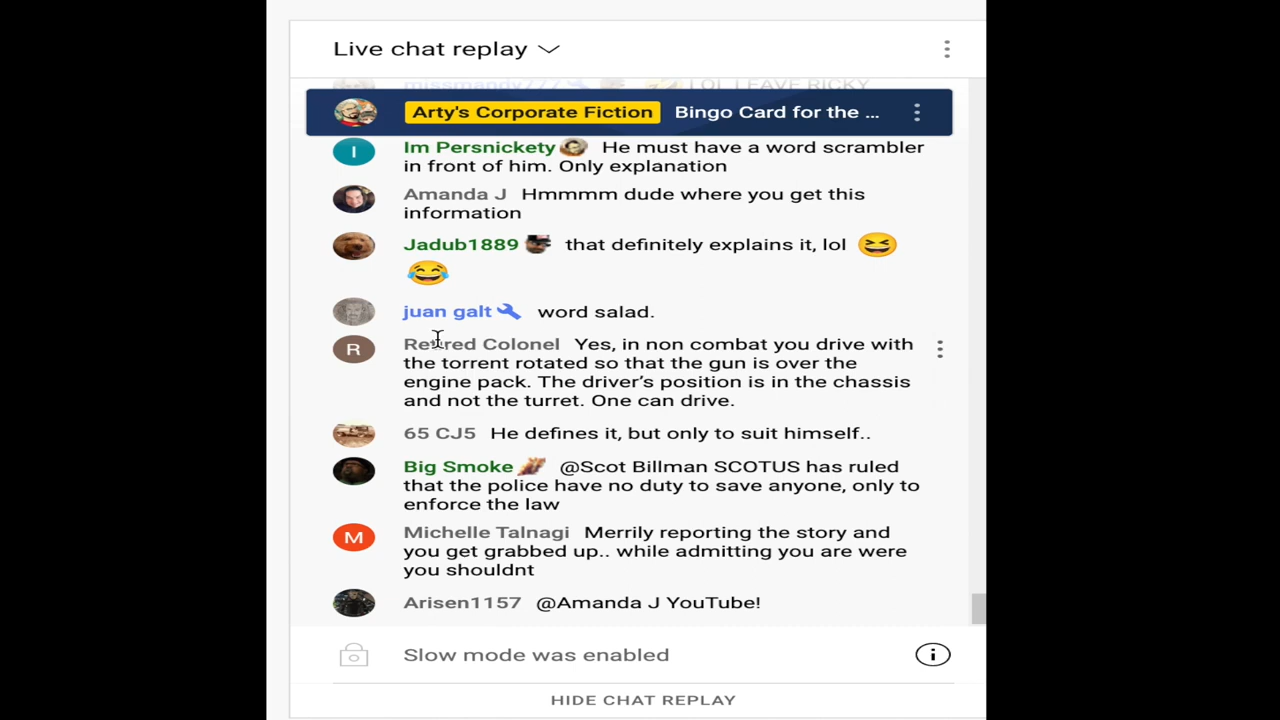 Live chat replay
missmandy777 LOL LEAVE RICKY
Arty's Corporate Fiction Bingo Card for the ...
I Im Persnickety He must have a word scrambler
in front of him. Only explanation
Amanda J Hmmmm dude where you get this
information
Jadub1889 that definitely explains it, lol
juan galt word salad.
R Retired Colonel Yes, in non combat you drive with
the torrent rotated so that the gun is over the
engine pack. The driver's position is in the chassis
and not the turret. One can drive.
65 CJ5 He defines it, but only to suit himself..
Big Smoke @Scot Billman SCOTUS has ruled
that the police have no duty to save anyone, only to
enforce the law
M Michelle Talnagi Merrily reporting the story and
you get grabbed up.. while admitting you are were
you shouldnt
Arisen1157 @Amanda J YouTube!
Slow mode was enabled
HIDE CHAT REPLAY